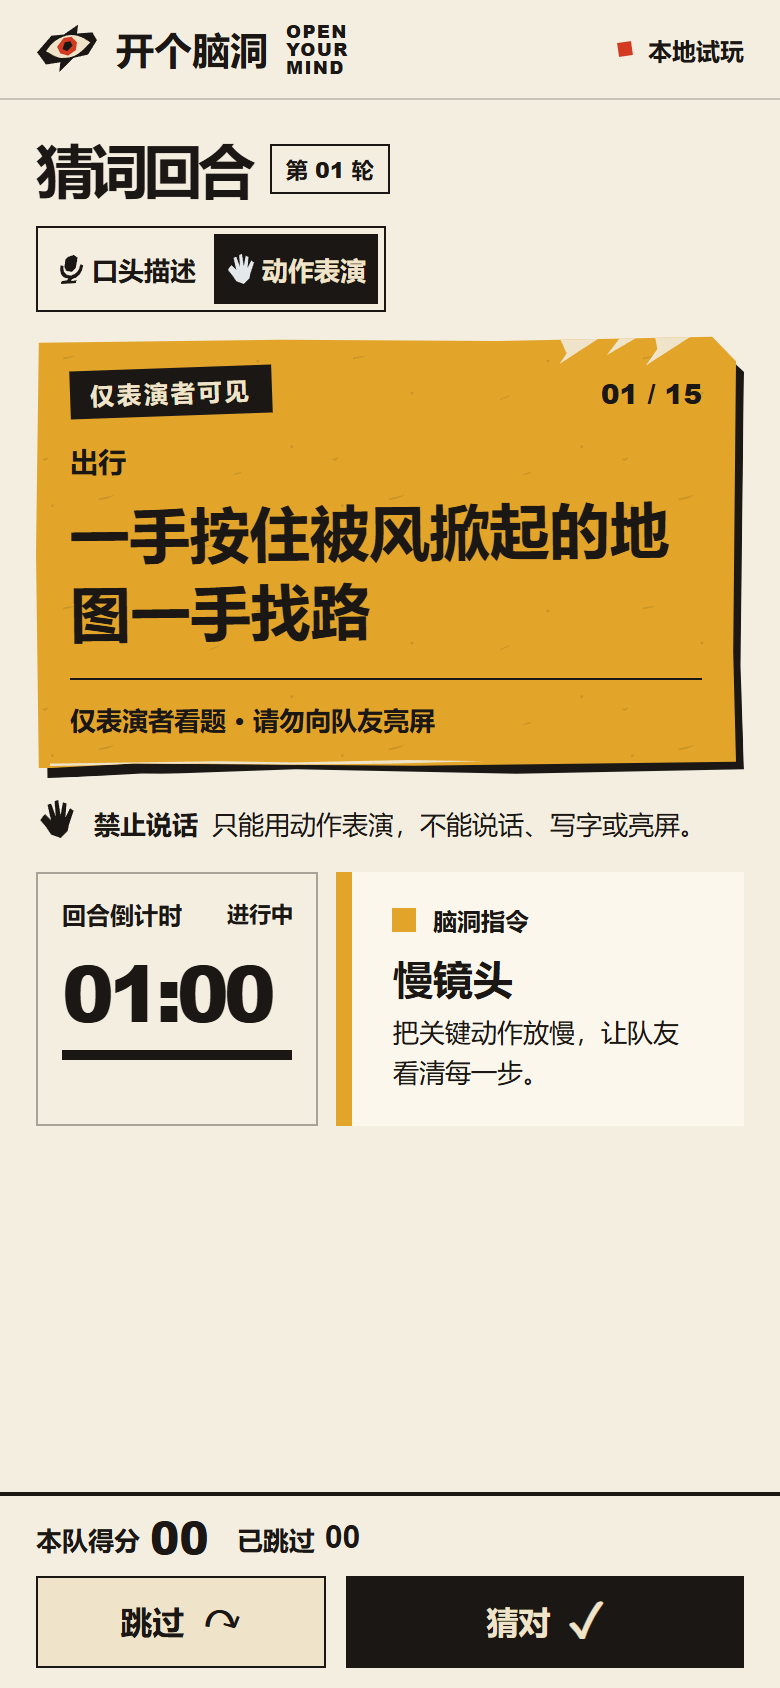 开个脑洞
OPEN
YOUR
MIND
本地试玩
猜词回合
第 01 轮
口头描述
动作表演
仅表演者可见
01 / 15
出行
一手按住被风掀起的地
图一手找路
仅表演者看题 • 请勿向队友亮屏
禁止说话 只能用动作表演，不能说话、写字或亮屏。
回合倒计时 进行中
01:00
脑洞指令
慢镜头
把关键动作放慢，让队友
看清每一步。
本队得分 00 已跳过 00
跳过
猜对